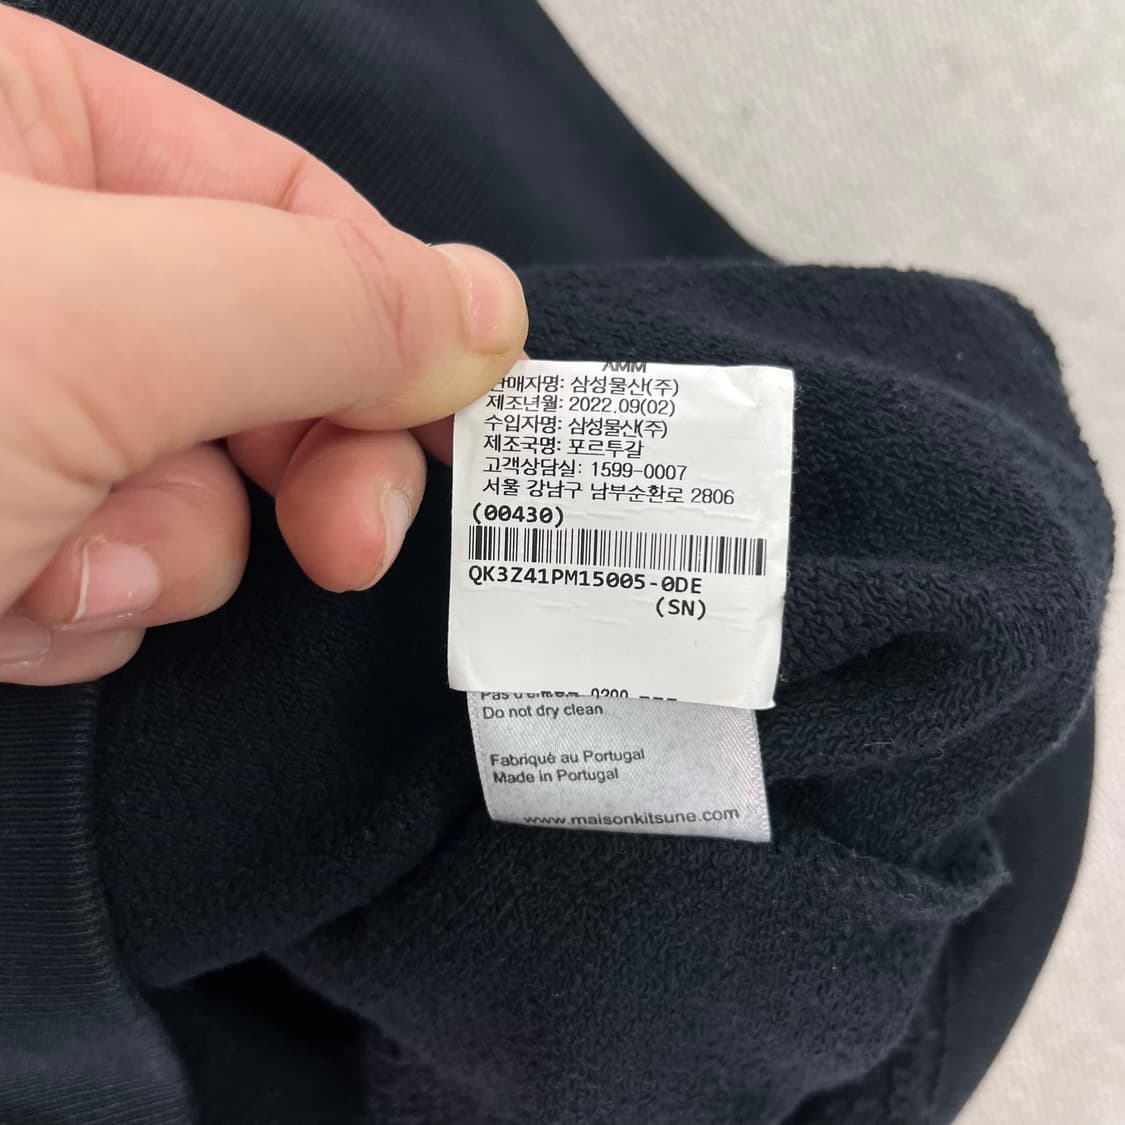 판매자명: 삼성물산(주)
제조년월: 2022.09(02)
수입자명: 삼성물산(주)
제조국명: 포르투갈
고객상담실: 1599-0007
서울 강남구 남부순환로 2806
(00430)
QK3Z41PM15005-0DE
(SN)
Do not dry clean
Fabriqué au Portugal
Made in Portugal
www.maisonkitsune.com